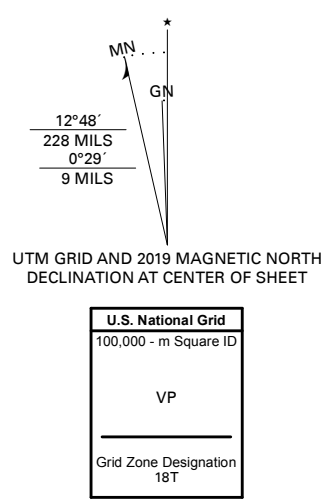 MN
GN
12°48´
228 MILS
0°29´
9 MILS
UTM GRID AND 2019 MAGNETIC NORTH
DECLINATION AT CENTER OF SHEET
U.S. National Grid
100,000 - m Square ID
VP
Grid Zone Designation
18T